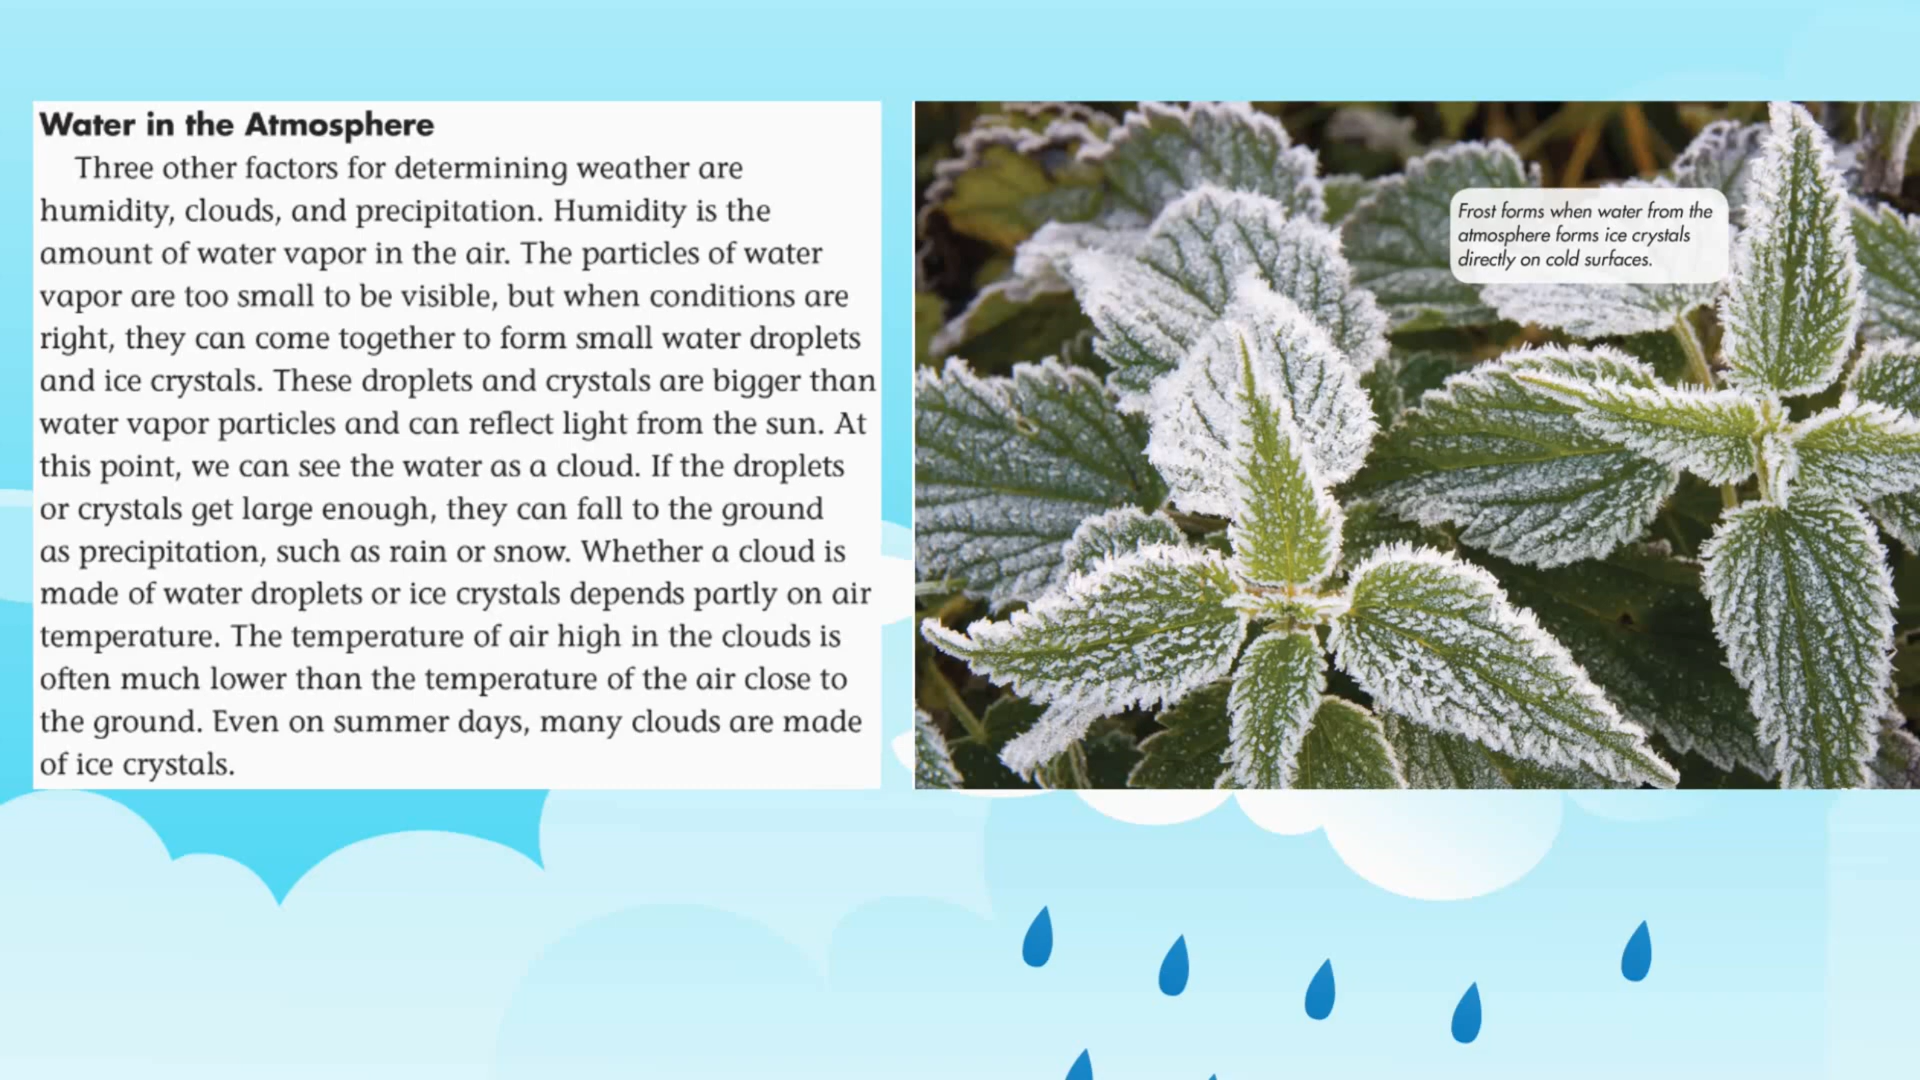 Water in the Atmosphere
Three other factors for determining weather are
humidity, clouds, and precipitation. Humidity is the
amount of water vapor in the air. The particles of water
vapor are too small to be visible, but when conditions are
right, they can come together to form small water droplets
and ice crystals. These droplets and crystals are bigger than
water vapor particles and can reflect light from the sun. At
this point, we can see the water as a cloud. If the droplets
or crystals get large enough, they can fall to the ground
as precipitation, such as rain or snow. Whether a cloud is
made of water droplets or ice crystals depends partly on air
temperature. The temperature of air high in the clouds is
often much lower than the temperature of the air close to
the ground. Even on summer days, many clouds are made
of ice crystals.
Frost forms when water from the
atmosphere forms ice crystals
directly on cold surfaces.